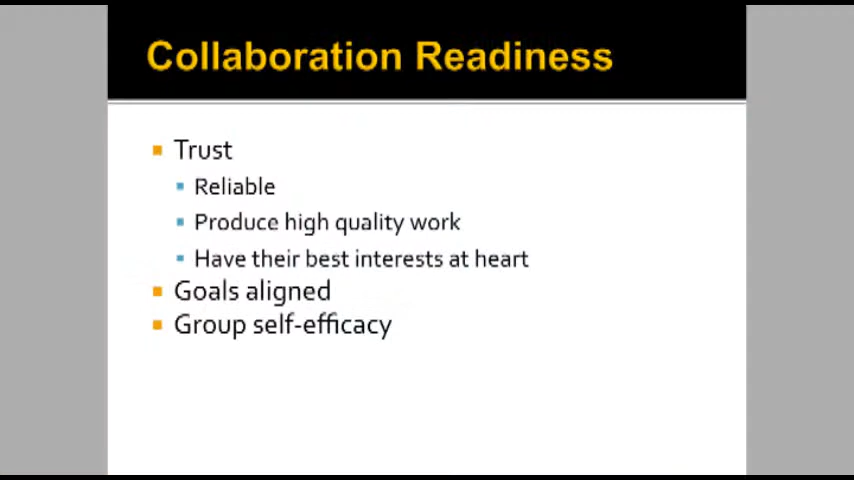 Collaboration Readiness
Trust
Reliable
Produce high quality work
Have their best interests at heart
Goals aligned
Group self-efficacy